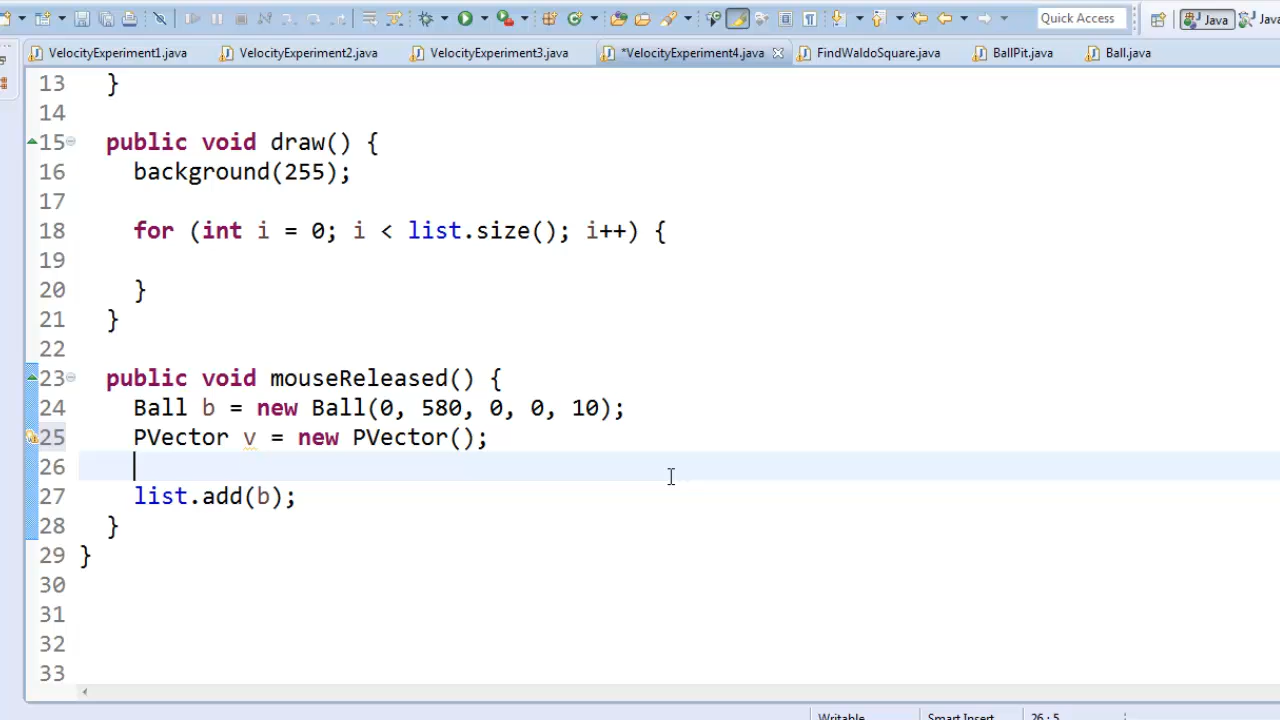 Quick Access Java Java
VelocityExperiment1.java VelocityExperiment2.java VelocityExperiment3.java *VelocityExperiment4.java FindWaldoSquare.java BallPit.java Ball.java
13 }
14
15 public void draw() {
16 background(255);
17
18 for (int i = 0; i < list.size(); i++) {
19
20 }
21 }
22
23 public void mouseReleased() {
24 Ball b = new Ball(0, 580, 0, 0, 10);
25 PVector v = new PVector();
26
27 list.add(b);
28 }
29 }
30
31
32
33
Writable Smart Insert 26 : 5